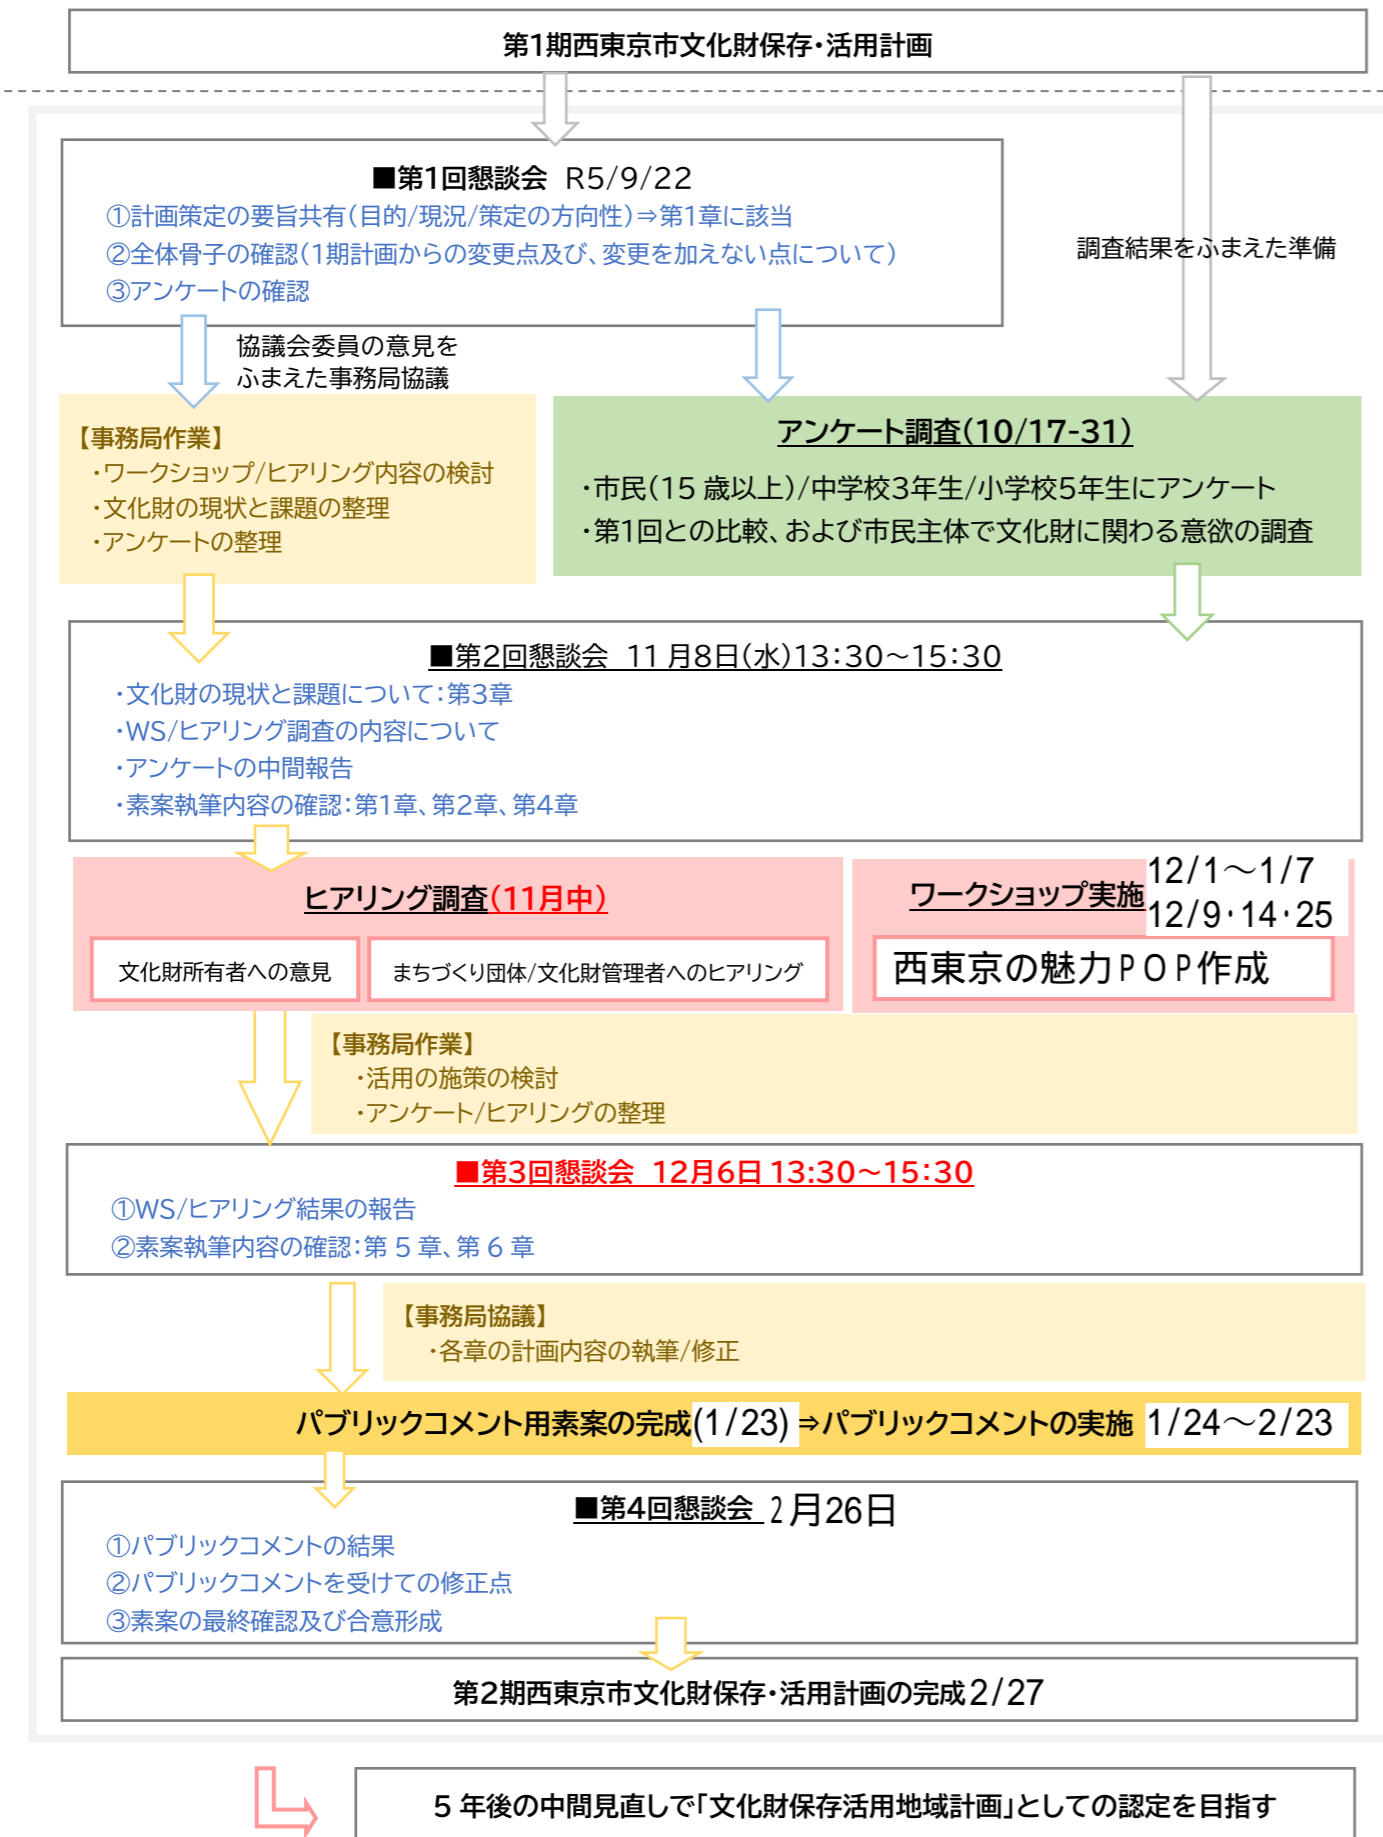 第1期西東京市文化財保存・活用計画
■第1回懇談会 R5/9/22
①計画策定の要旨共有(目的/現況/策定の方向性)⇒第1章に該当
②全体骨子の確認(1期計画からの変更点及び、変更を加えない点について)
③アンケートの確認
調査結果をふまえた準備
協議会委員の意見を
ふまえた事務局協議
【事務局作業】
・ワークショップ/ヒアリング内容の検討
・文化財の現状と課題の整理
・アンケートの整理
アンケート調査(10/17-31)
・市民(15 歳以上)/中学校3年生/小学校5年生にアンケート
・第1回との比較、および市民主体で文化財に関わる意欲の調査
■第2回懇談会 11 月8日(水)13:30～15:30
・文化財の現状と課題について:第3章
・WS/ヒアリング調査の内容について
・アンケートの中間報告
・素案執筆内容の確認:第1章、第2章、第4章
ヒアリング調査(11月中)
文化財所有者への意見
まちづくり団体/文化財管理者へのヒアリング
ワークショップ実施
12/1～1/7
12/9・14・25
西東京の魅力POP作成
【事務局作業】
・活用の施策の検討
・アンケート/ヒアリングの整理
■第3回懇談会 12月6日 13:30～15:30
①WS/ヒアリング結果の報告
②素案執筆内容の確認:第 5 章、第 6 章
【事務局協議】
・各章の計画内容の執筆/修正
パブリックコメント用素案の完成(1/23)⇒パブリックコメントの実施 1/24～2/23
■第4回懇談会 2月26日
①パブリックコメントの結果
②パブリックコメントを受けての修正点
③素案の最終確認及び合意形成
第2期西東京市文化財保存・活用計画の完成2/27
5 年後の中間見直しで「文化財保存活用地域計画」としての認定を目指す